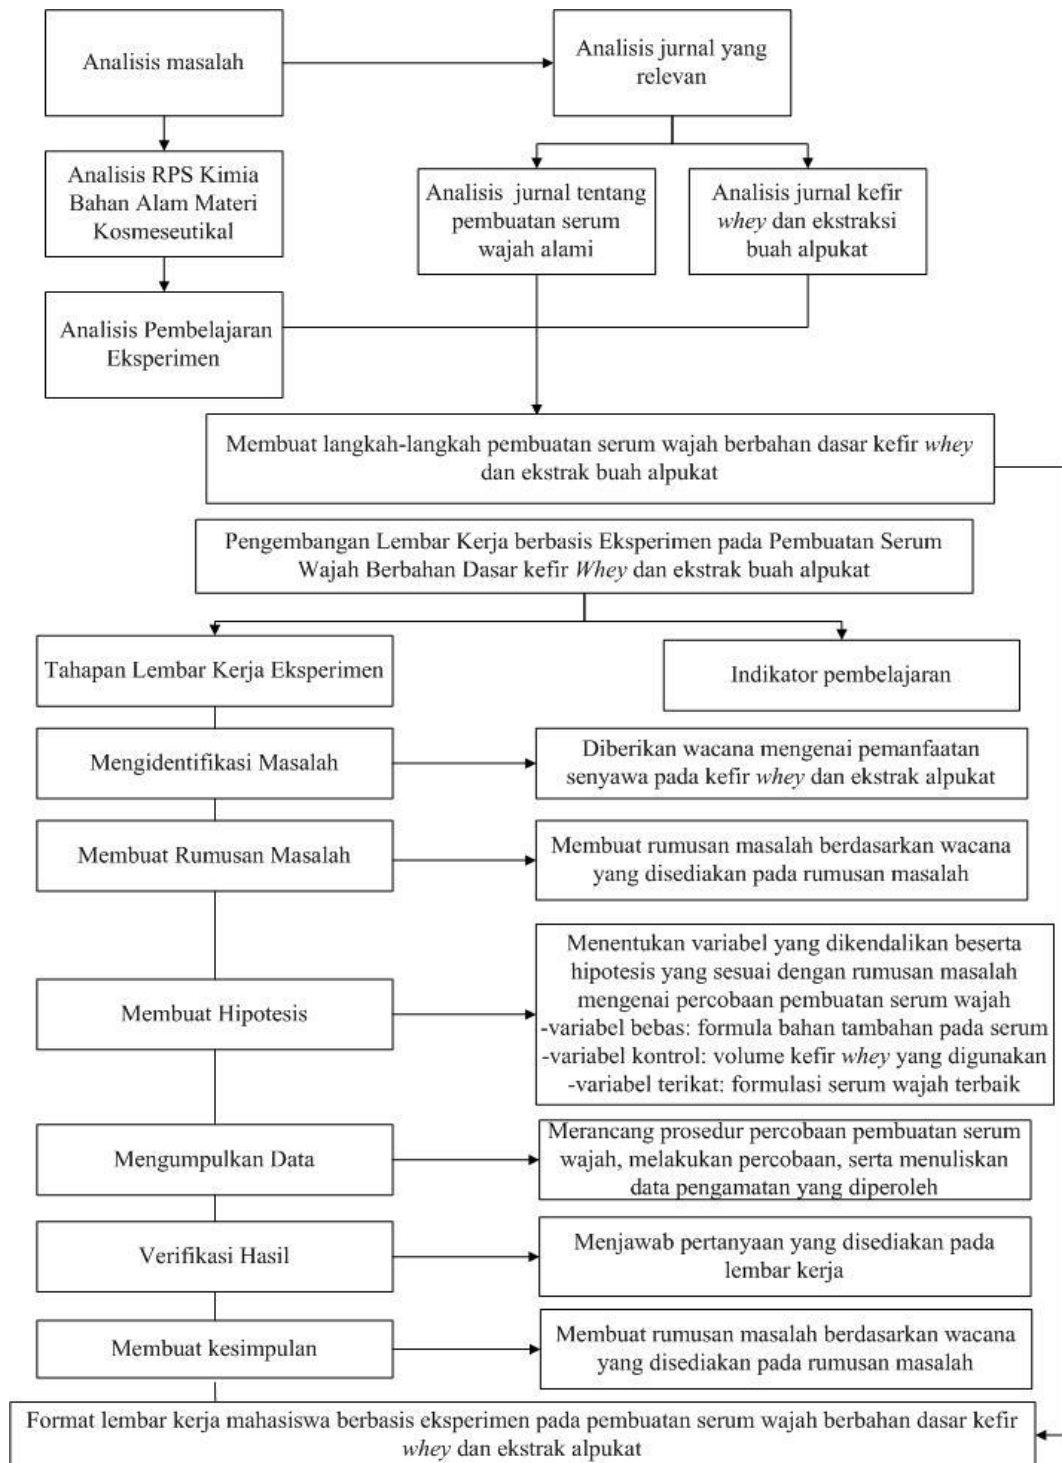 Analisis masalah
Analisis jurnal yang
relevan
Analisis RPS Kimia
Bahan Alam Materi
Kosmeseutikal
Analisis jurnal tentang
pembuatan serum
wajah alami
Analisis jurnal kefir
whey dan ekstraksi
buah alpukat
Analisis Pembelajaran
Eksperimen
Membuat langkah-langkah pembuatan serum wajah berbahan dasar kefir whey
dan ekstrak buah alpukat
Pengembangan Lembar Kerja berbasis Eksperimen pada Pembuatan Serum
Wajah Berbahan Dasar kefir Whey dan ekstrak buah alpukat
Tahapan Lembar Kerja Eksperimen
Indikator pembelajaran
Mengidentifikasi Masalah
Diberikan wacana mengenai pemanfaatan
senyawa pada kefir whey dan ekstrak alpukat
Membuat Rumusan Masalah
Membuat rumusan masalah berdasarkan wacana
yang disediakan pada rumusan masalah
Membuat Hipotesis
Menentukan variabel yang dikendalikan beserta
hipotesis yang sesuai dengan rumusan masalah
mengenai percobaan pembuatan serum wajah
-variabel bebas: formula bahan tambahan pada serum
-variabel kontrol: volume kefir whey yang digunakan
-variabel terikat: formulasi serum wajah terbaik
Mengumpulkan Data
Merancang prosedur percobaan pembuatan serum
wajah, melakukan percobaan, serta menuliskan
data pengamatan yang diperoleh
Verifikasi Hasil
Menjawab pertanyaan yang disediakan pada
lembar kerja
Membuat kesimpulan
Membuat rumusan masalah berdasarkan wacana
yang disediakan pada rumusan masalah
Format lembar kerja mahasiswa berbasis eksperimen pada pembuatan serum wajah berbahan dasar kefir
whey dan ekstrak alpukat